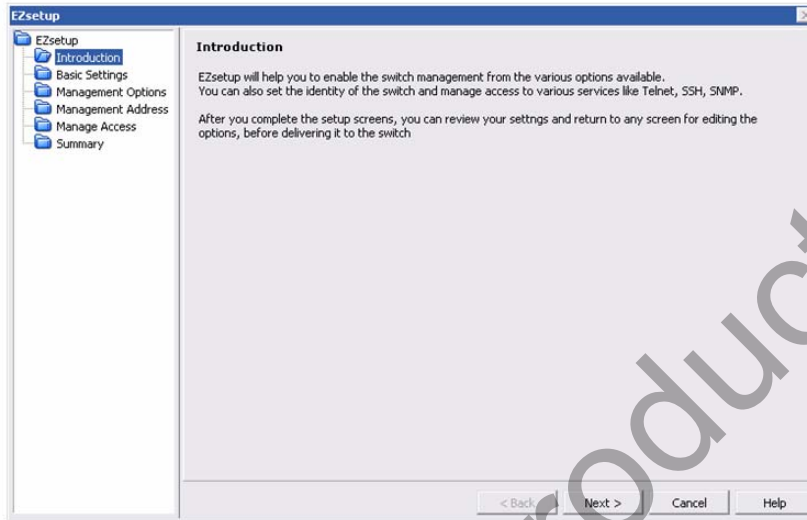 EZsetup
EZsetup
Introduction
Basic Settings
Management Options
Management Address
Manage Access
Summary
Introduction
EZsetup will help you to enable the switch management from the various options available.
You can also set the identity of the switch and manage access to various services like Telnet, SSH, SNMP.
After you complete the setup screens, you can review your settngs and return to any screen for editing the
options, before delivering it to the switch
< Back
Next >
Cancel
Help